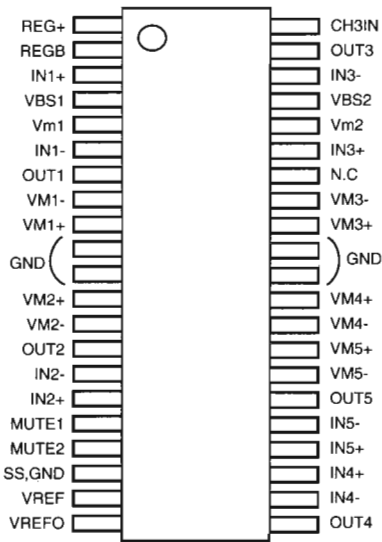 REG+ CH3IN
REGB OUT3
IN1+ IN3-
VBS1 VBS2
Vm1 Vm2
IN1- IN3+
OUT1 N.C
VM1- VM3-
VM1+ VM3+
GND GND
VM2+ VM4+
VM2- VM4-
OUT2 VM5+
IN2- VM5-
IN2+ OUT5
MUTE1 IN5-
MUTE2 IN5+
SS,GND IN4+
VREF IN4-
VREFO OUT4